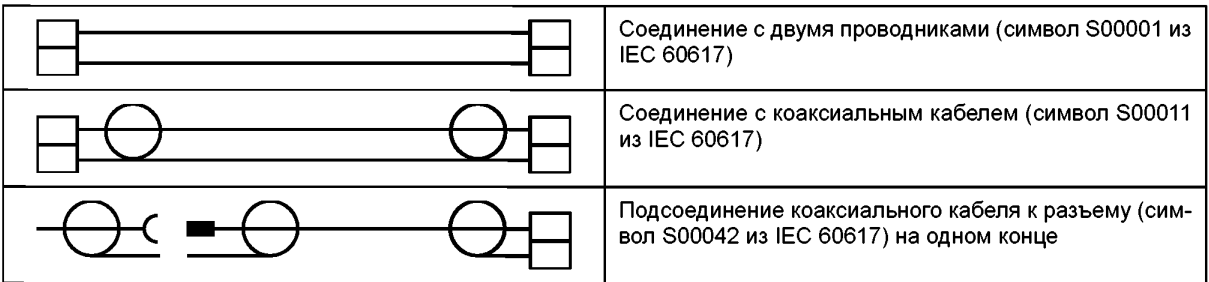 Соединение с двумя проводниками (символ S00001 из
IEC 60617)
Соединение с коаксиальным кабелем (символ S00011
из IEC 60617)
Подсоединение коаксиального кабеля к разъему (сим-
вол S00042 из IEC 60617) на одном конце